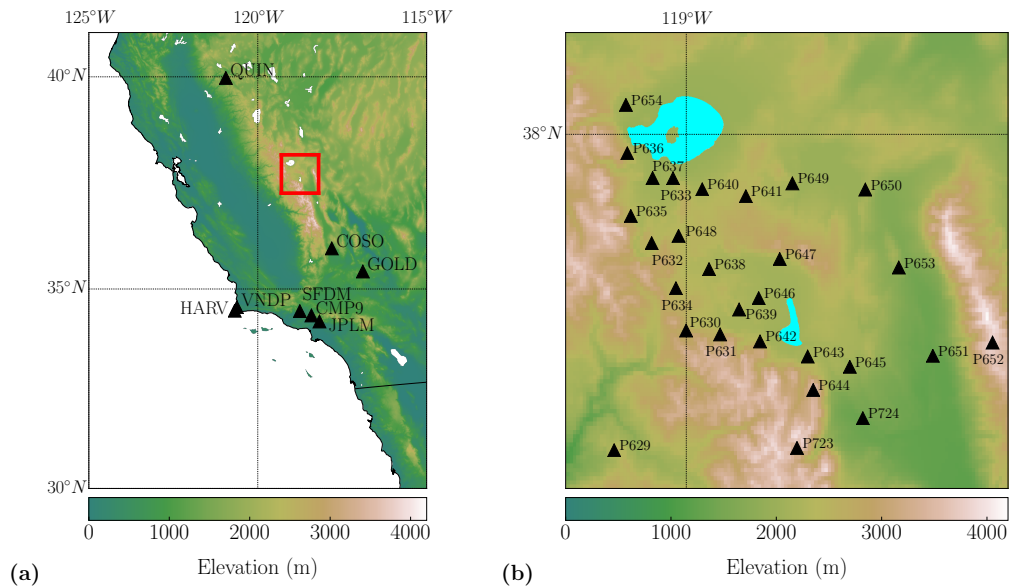 125°W
120°W
115°W
40°N
35°N
30°N
QUIN
COSO
GOLD
SFDM
VNDP
HARV
CMP9
JPLM
0
1000
2000
3000
4000
Elevation (m)
(a)
119°W
38°N
P654
P636
P637
P633
P640
P641
P649
P650
P635
P648
P632
P647
P638
P653
P634
P646
P639
P630
P631
P642
P643
P645
P651
P652
P644
P724
P629
P723
0
1000
2000
3000
4000
Elevation (m)
(b)